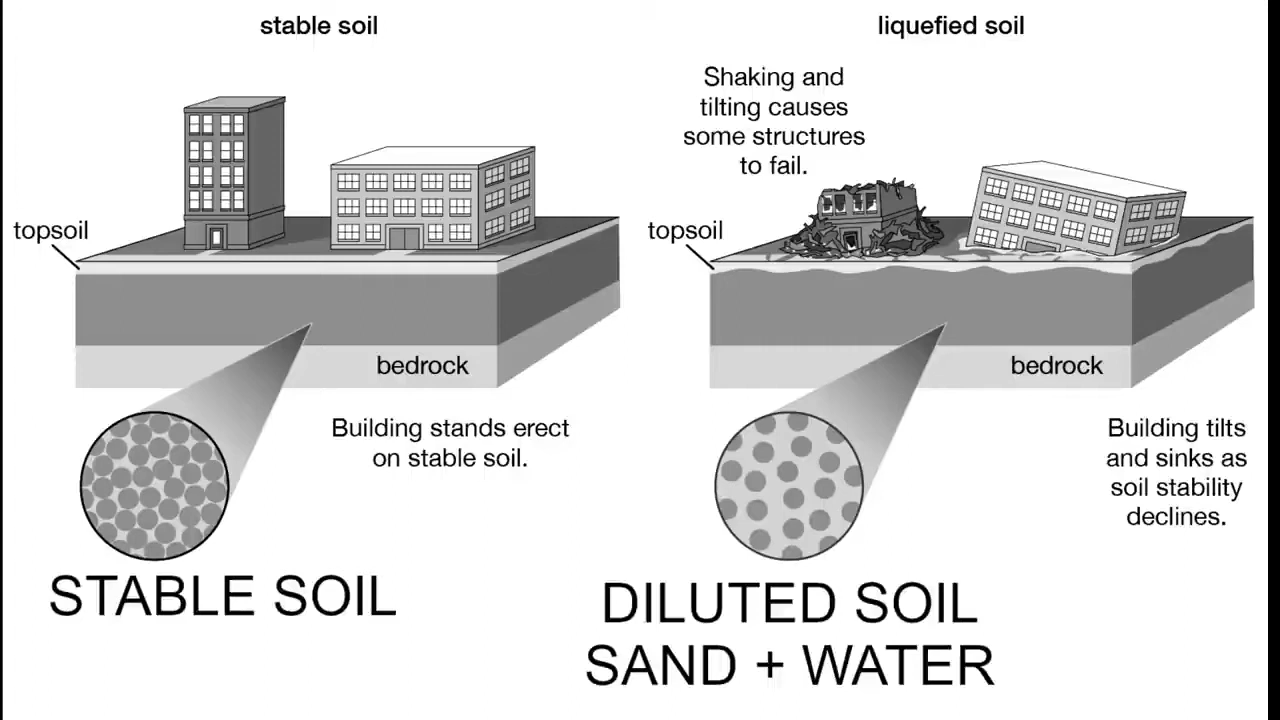 stable soil
topsoil
bedrock
Building stands erect
on stable soil.
STABLE SOIL
liquefied soil
Shaking and
tilting causes
some structures
to fail.
topsoil
bedrock
Building tilts
and sinks as
soil stability
declines.
DILUTED SOIL
SAND + WATER